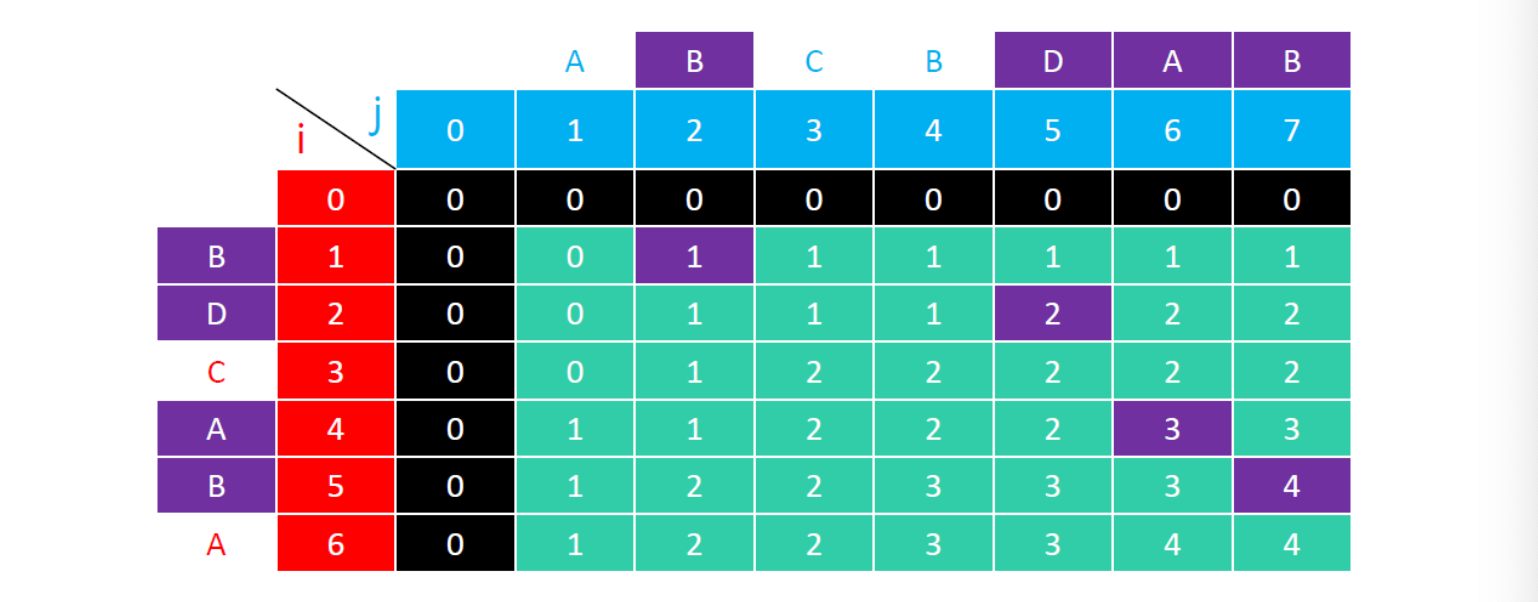 A B C B D A B
i j 0 1 2 3 4 5 6 7
0 0 0 0 0 0 0 0 0
B 1 0 0 1 1 1 1 1 1
D 2 0 0 1 1 1 2 2 2
C 3 0 0 1 2 2 2 2 2
A 4 0 1 1 2 2 2 3 3
B 5 0 1 2 2 3 3 3 4
A 6 0 1 2 2 3 3 4 4